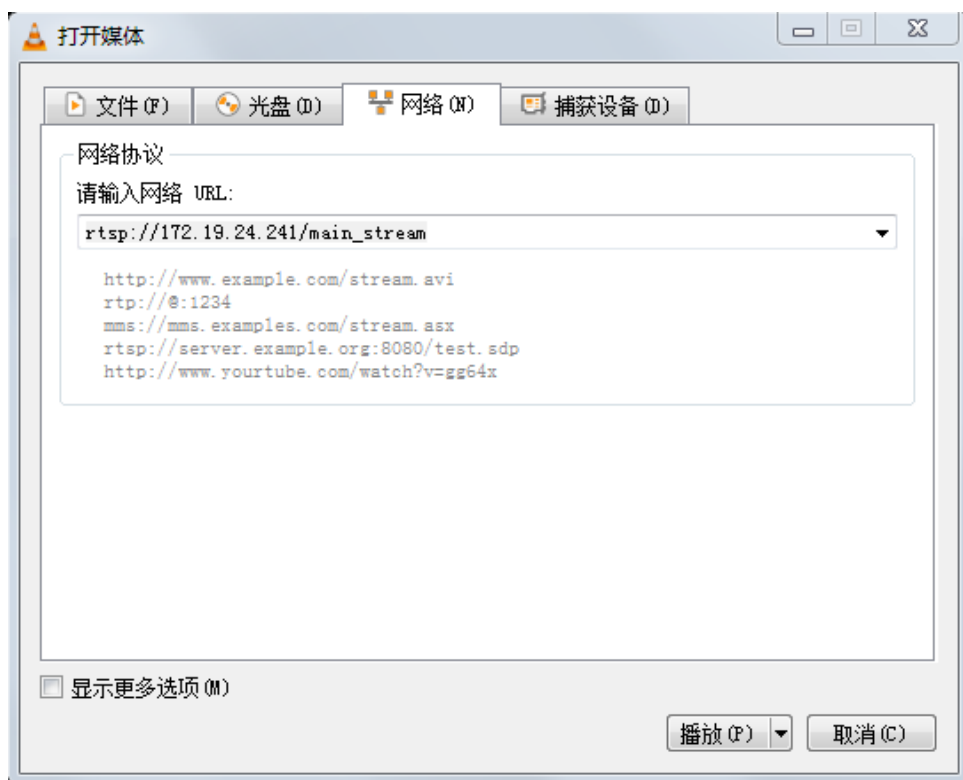 打开媒体
文件(F) 光盘(D) 网络(N) 捕获设备(D)
网络协议
请输入网络 URL:
rtsp://172.19.24.241/main_stream
http://www.example.com/stream.avi
rtp://@:1234
mms://mms.examples.com/stream.asx
rtsp://server.example.org:8080/test.sdp
http://www.yourtube.com/watch?v=gg64x
显示更多选项(M)
播放(P) 取消(C)